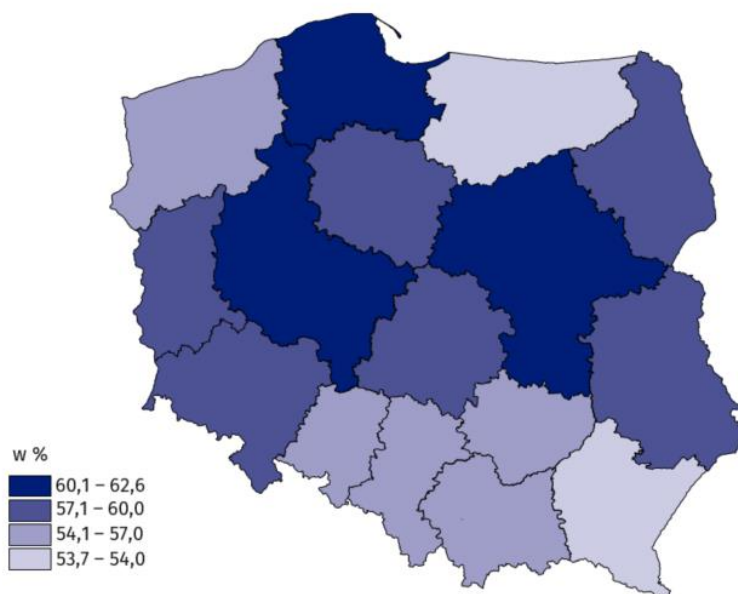 w %
60,1 – 62,6
57,1 – 60,0
54,1 – 57,0
53,7 – 54,0